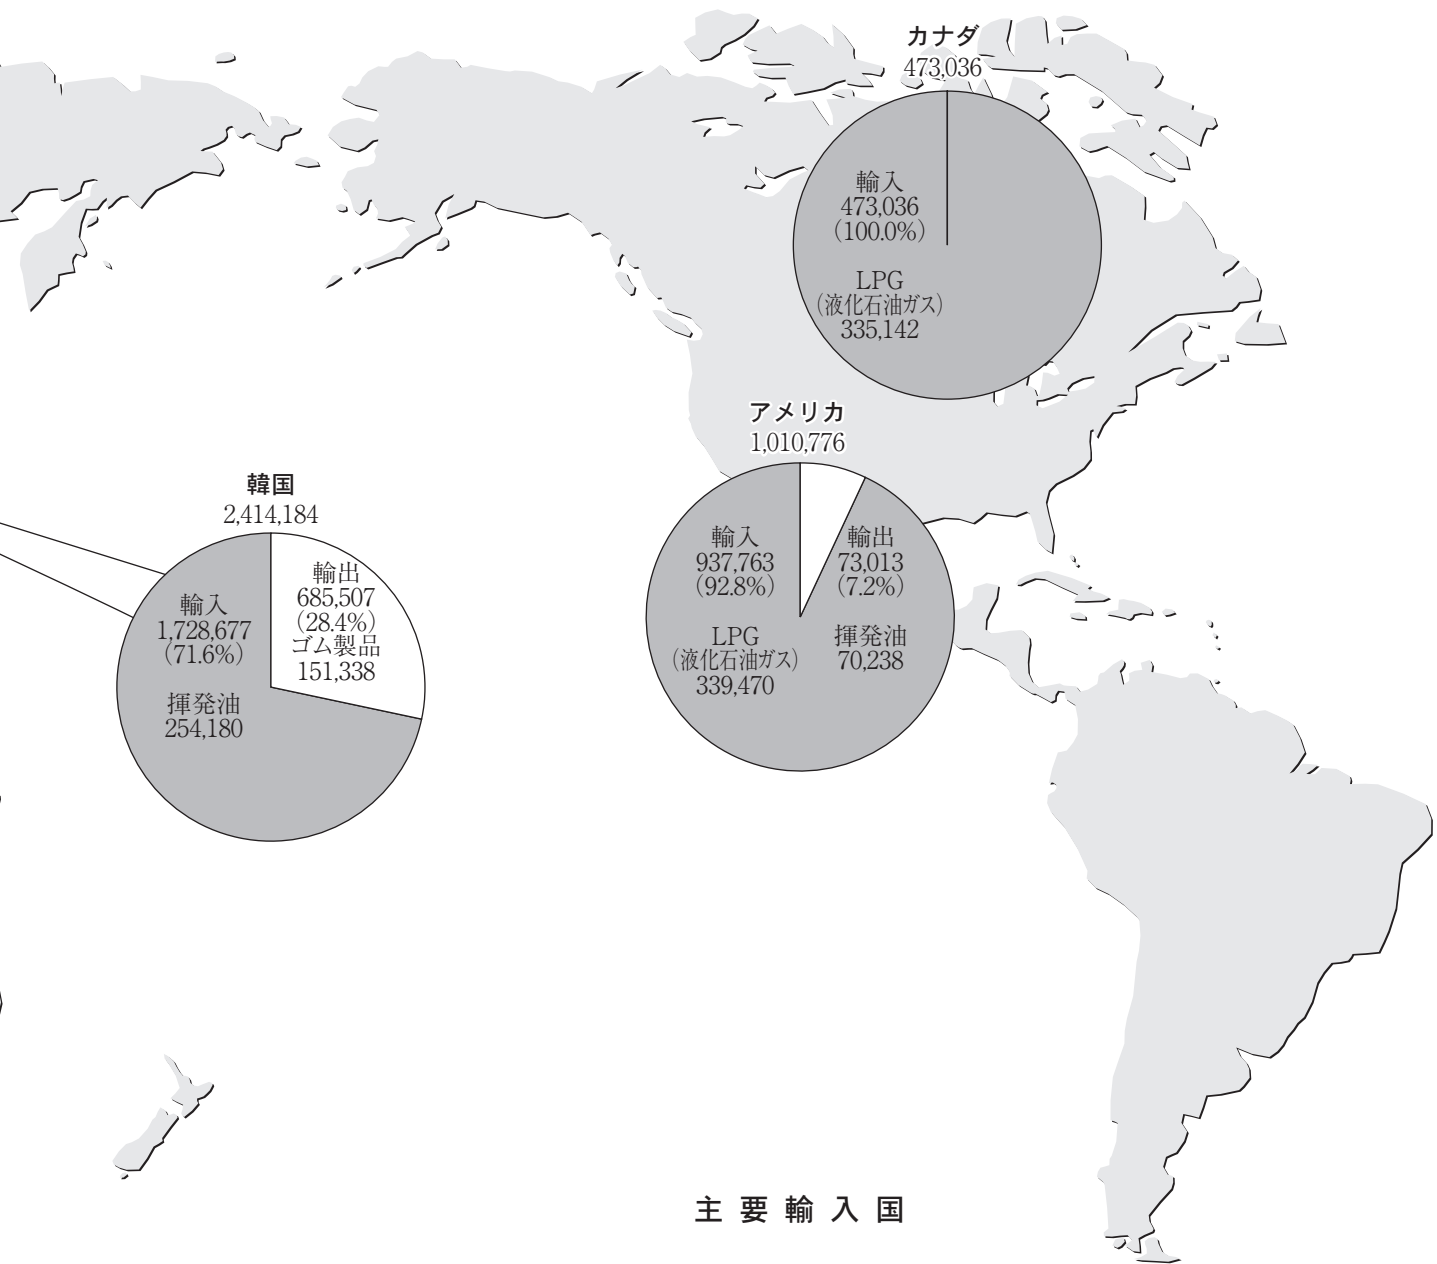 カナダ
473,036
輸入
473,036
（100.0%）
LPG
（液化石油ガス）
335,142
アメリカ
1,010,776
輸入
937,763
（92.8%）
LPG
（液化石油ガス）
339,470
輸出
73,013
（7.2%）
揮発油
70,238
韓国
2,414,184
輸出
685,507
（28.4%）
ゴム製品
151,338
輸入
1,728,677
（71.6%）
揮発油
254,180
主要輸入国